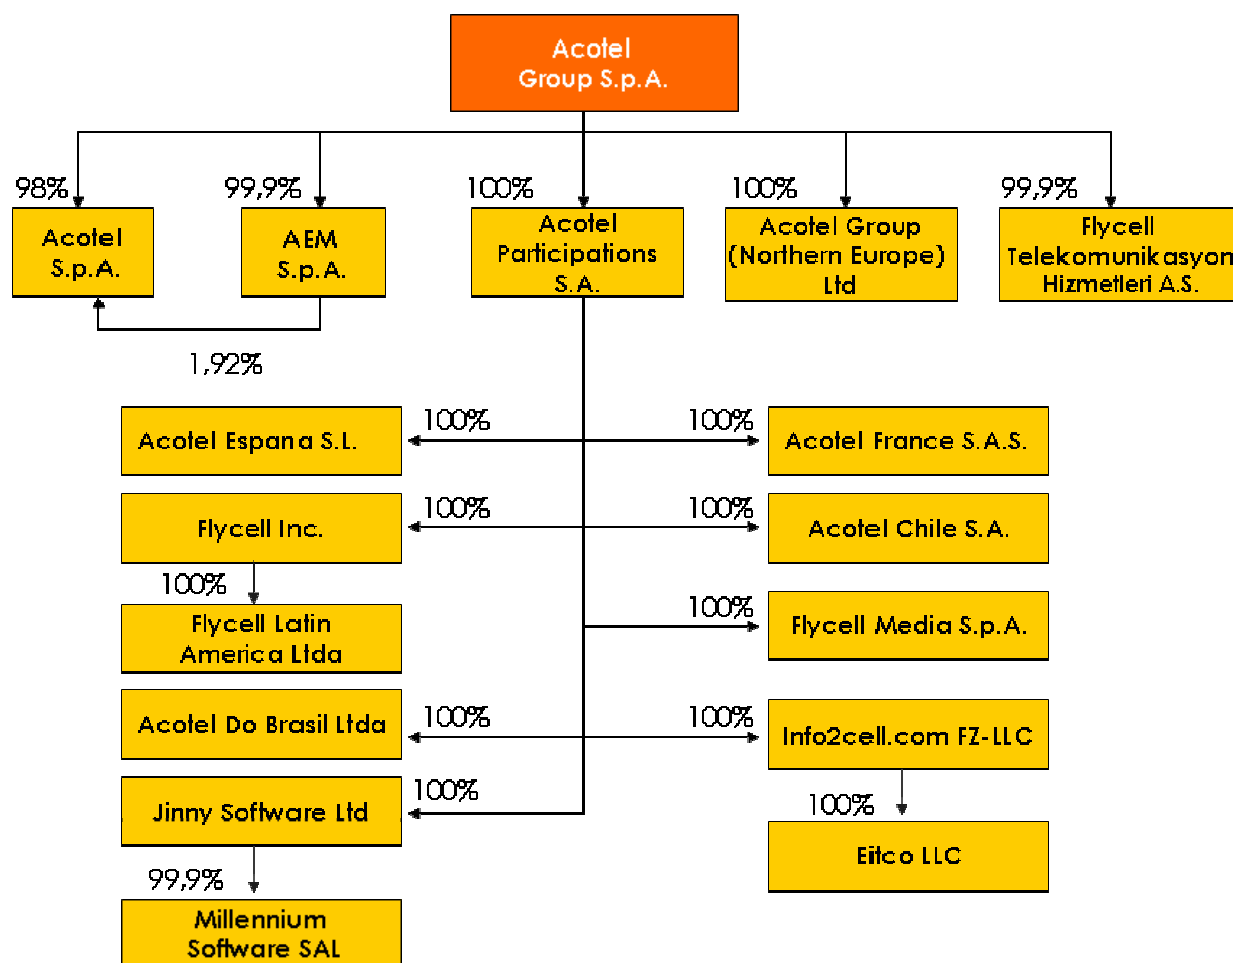 Acotel
Group S.p.A.
98%
99,9%
100%
100%
99,9%
Acotel
S.p.A.
AEM
S.p.A.
Acotel
Participations
S.A.
Acotel Group
(Northern Europe)
Ltd
Flycell
Telekomunikasyon
Hizmetleri A.S.
1,92%
100%
100%
Acotel Espana S.L.
Acotel France S.A.S.
100%
100%
Flycell Inc.
Acotel Chile S.A.
100%
100%
Flycell Latin
America Ltda
Flycell Media S.p.A.
100%
100%
Acotel Do Brasil Ltda
Info2cell.com FZ-LLC
100%
100%
Jinny Software Ltd
Eitco LLC
99,9%
Millennium
Software SAL